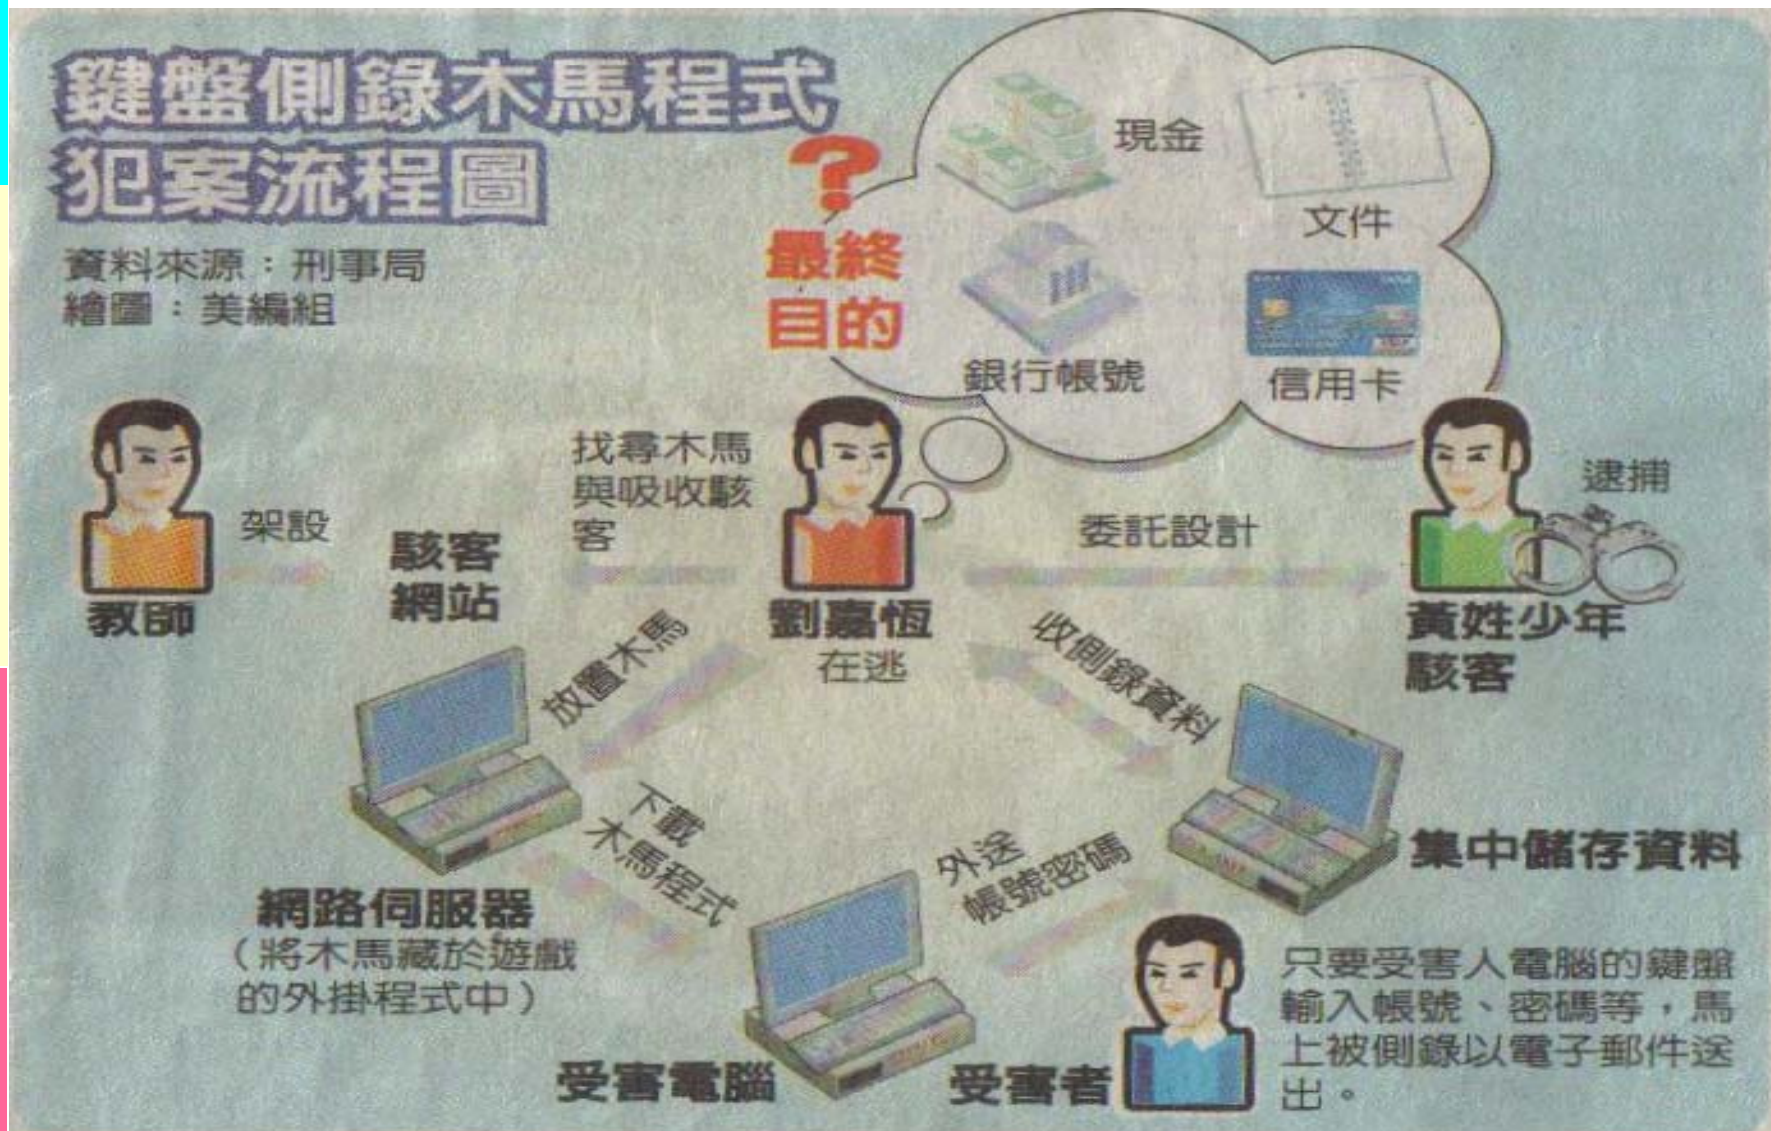 鍵盤側錄木馬程式
犯案流程圖
資料來源：刑事局
繪圖：美編組
?
最終
目的
現金
文件
銀行帳號
信用卡
教師
架設
駭客
網站
找尋木馬
與吸收駭
客
劉嘉恆
在逃
委託設計
逮捕
黃姓少年
駭客
放置木馬
收側錄資料
網路伺服器
（將木馬藏於遊戲
的外掛程式中）
下載
木馬程式
外送
帳號密碼
集中儲存資料
受害電腦
受害者
只要受害人電腦的鍵盤
輸入帳號、密碼等，馬
上被側錄以電子郵件送
出。